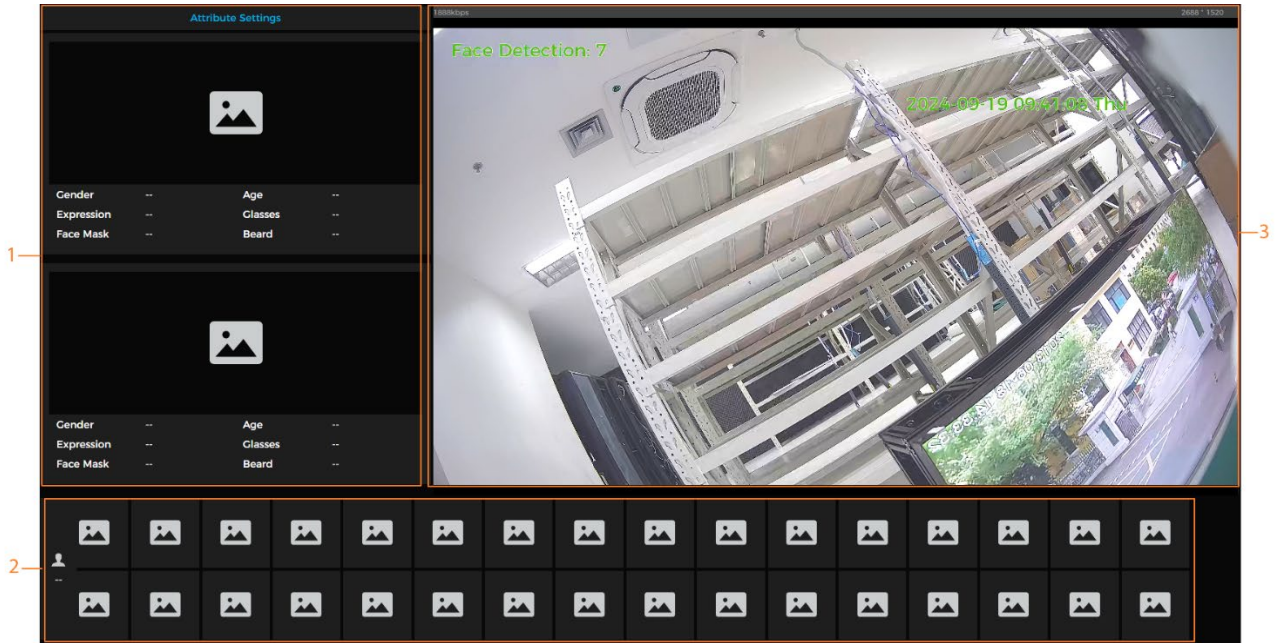 Attribute Settings
Gender -- Age --
Expression -- Glasses --
Face Mask -- Beard --
Gender -- Age --
Expression -- Glasses --
Face Mask -- Beard --
1888kbps 2688 * 1520
Face Detection: 7
2024-09-19 09:41:08 Thu
--
1
2
3